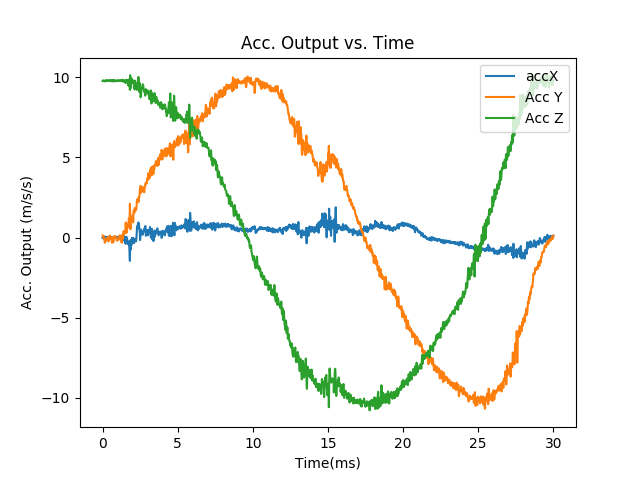 Acc. Output vs. Time
accX
Acc Y
Acc Z
Acc. Output (m/s/s)
10
5
0
−5
−10
0 5 10 15 20 25 30
Time(ms)